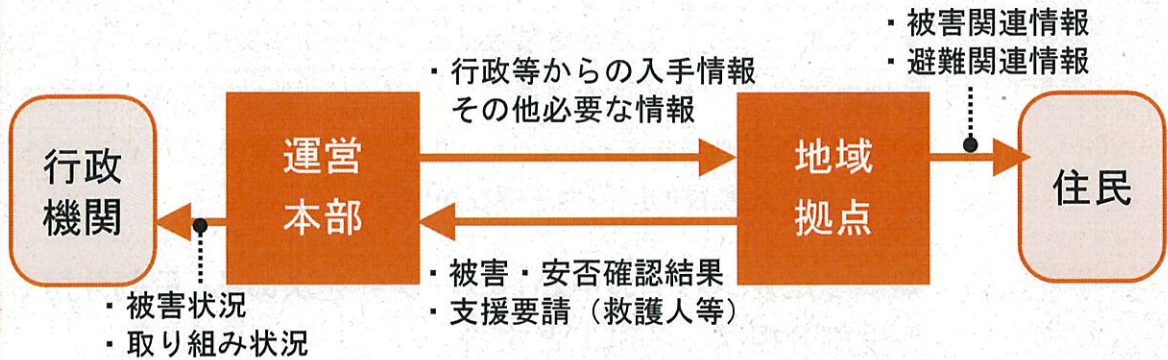 ・被害関連情報
・避難関連情報
・行政等からの入手情報
その他必要な情報
行政
機関
運営
本部
地域
拠点
住民
・被害・安否確認結果
・支援要請（救護人等）
・被害状況
・取り組み状況